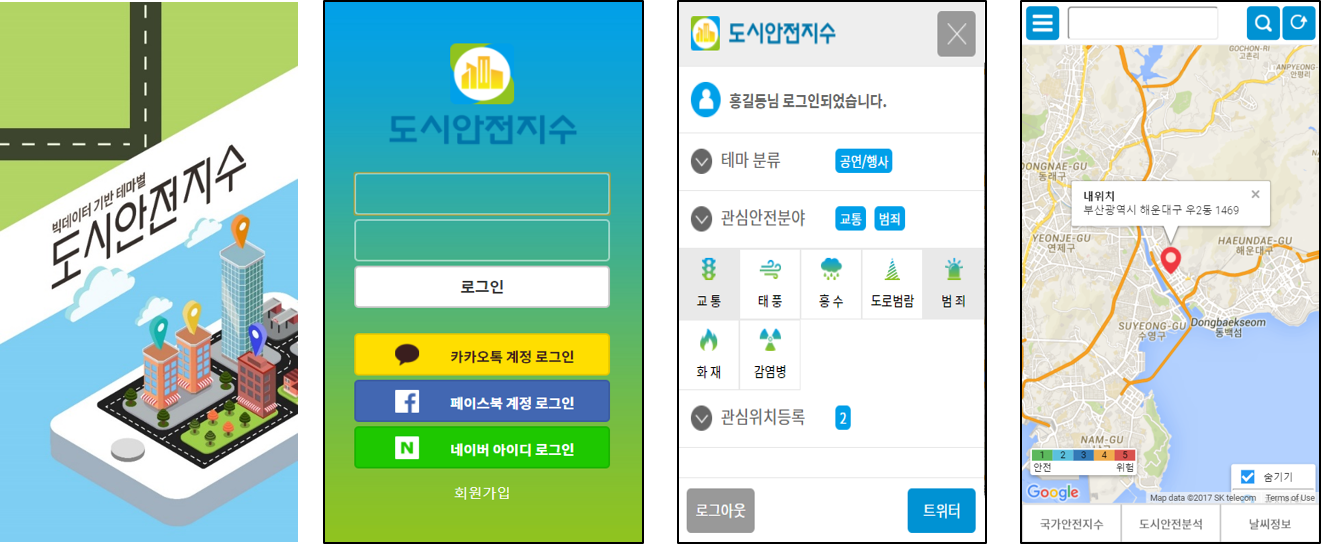 빅데이터 기반 테마별
도시안전지수
도시안전지수
로그인
카카오톡 계정 로그인
페이스북 계정 로그인
N 네이버 아이디 로그인
회원가입
도시안전지수
홍길동님 로그인되었습니다.
테마 분류 공연/행사
관심안전분야 교통 범죄
교 통 태 풍 홍 수 도로범람 범 죄
화 재 감염병
관심위치등록 2
로그아웃 트위터
GOCHON-RI
고촌리
ANPYEONG-
안평리
DONGNAE-GU
동래구
내위치
부산광역시 해운대구 우2동 1469
YEONJE-GU
연제구
HAEUNDAE-GU
해운대구
SUYEONG-GU
수영구
Dongbaekseom
동백섬
NAM-GU
남구
1 2 3 4 5
안전 위험
숨기기
Google
Map data ©2017 SK telecom Terms of Use
국가안전지수 도시안전분석 날씨정보